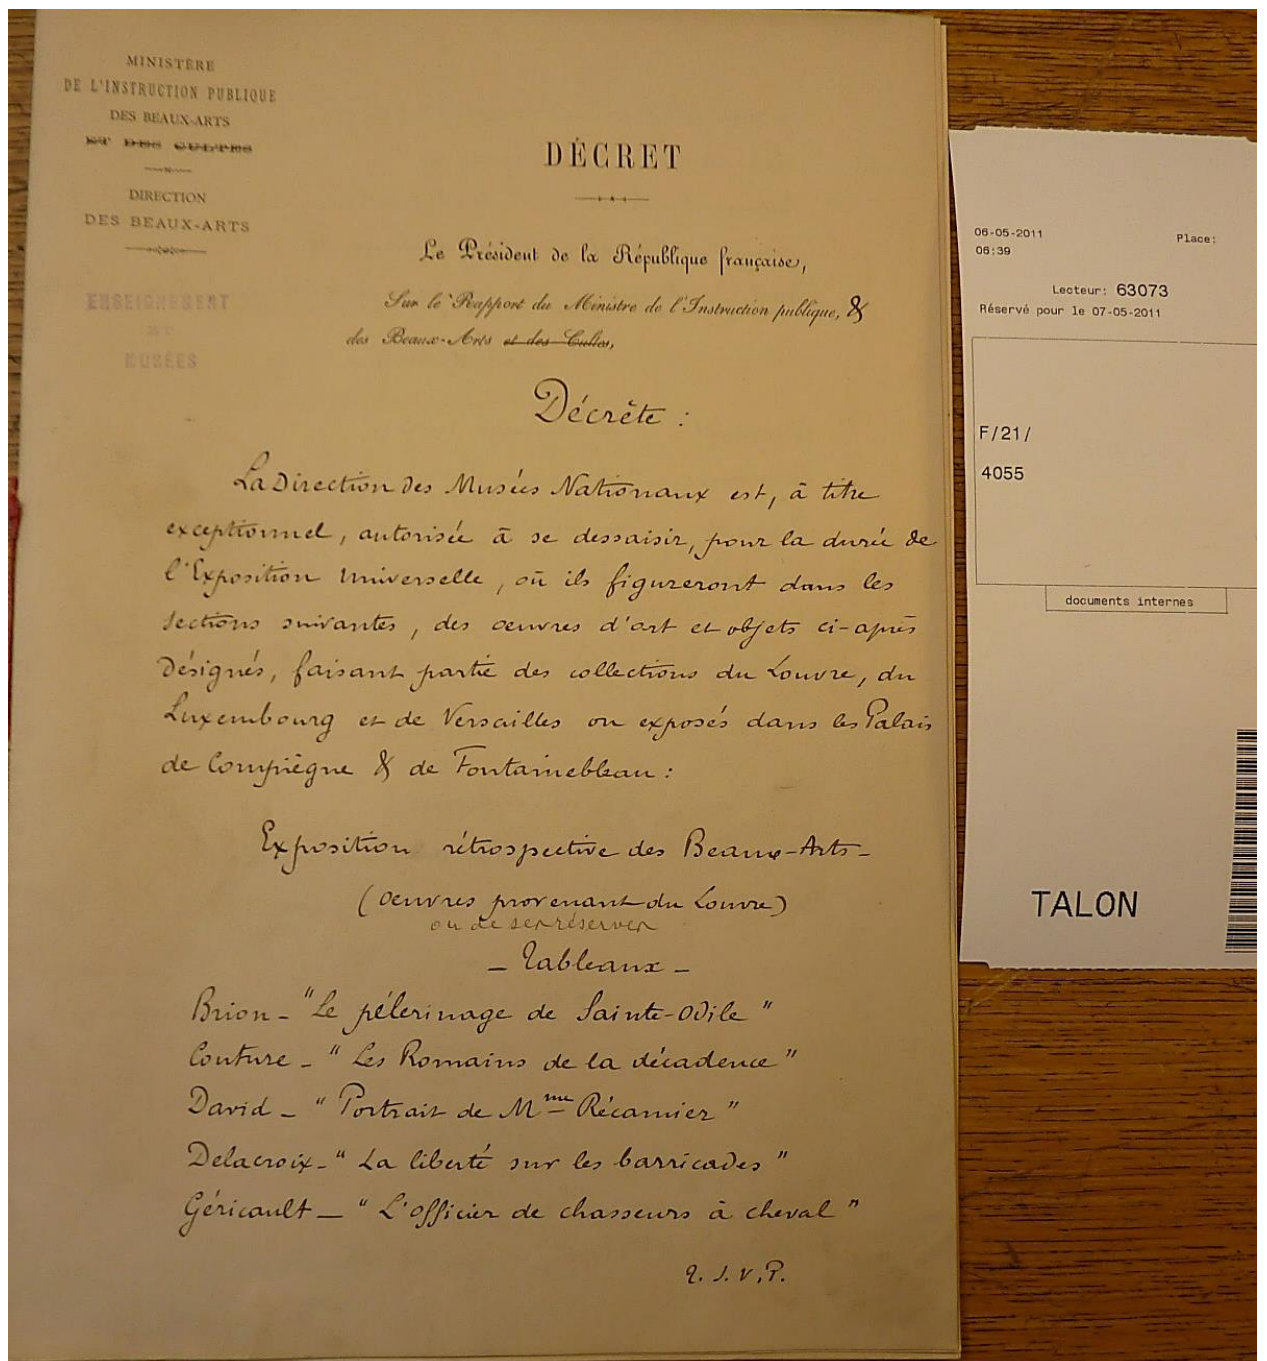 MINISTÈRE
DE L'INSTRUCTION PUBLIQUE
DES BEAUX-ARTS
ET DES CULTES
DIRECTION
DES BEAUX-ARTS
ENSEIGNEMENT
ET
MUSÉES
DÉCRET
Le Président de la République française,
Sur le Rapport du Ministre de l'Instruction publique, &
des Beaux-Arts et des Cultes,
Décrète :
La Direction des Musées Nationaux est, à titre
exceptionnel, autorisée à se dessaisir, pour la durée de
l'Exposition Universelle, où ils figureront dans les
sections suivantes, des œuvres d'art et objets ci-après
Désignés, faisant partie des collections du Louvre, du
Luxembourg et de Versailles ou exposés dans les Palais
de Compiègne & de Fontainebleau :
Exposition rétrospective des Beaux-Arts -
(œuvres provenant du Louvre)
ou de ses réserves
- Tableaux -
Brion - "Le pélerinage de Sainte-Odile"
Couture - "Les Romains de la décadence"
David - "Portrait de Mme Récamier"
Delacroix - "La liberté sur les barricades"
Géricault - "L'officier de chasseurs à cheval"
T.S.V.P.
06-05-2011
Place:
06:39
Lecteur: 63073
Réservé pour le 07-05-2011
F/21/
4055
documents internes
TALON